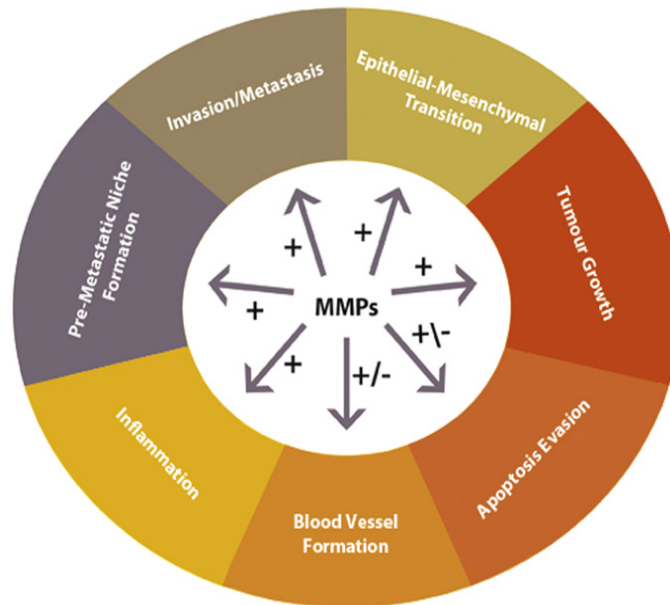 Invasion/Metastasis
Epithelial-Mesenchymal
Transition
Tumour Growth
Apoptosis Evasion
Blood Vessel
Formation
Inflammation
Pre-Metastatic Niche
Formation
MMPs
+
+
+
+\-
+/-
+
+